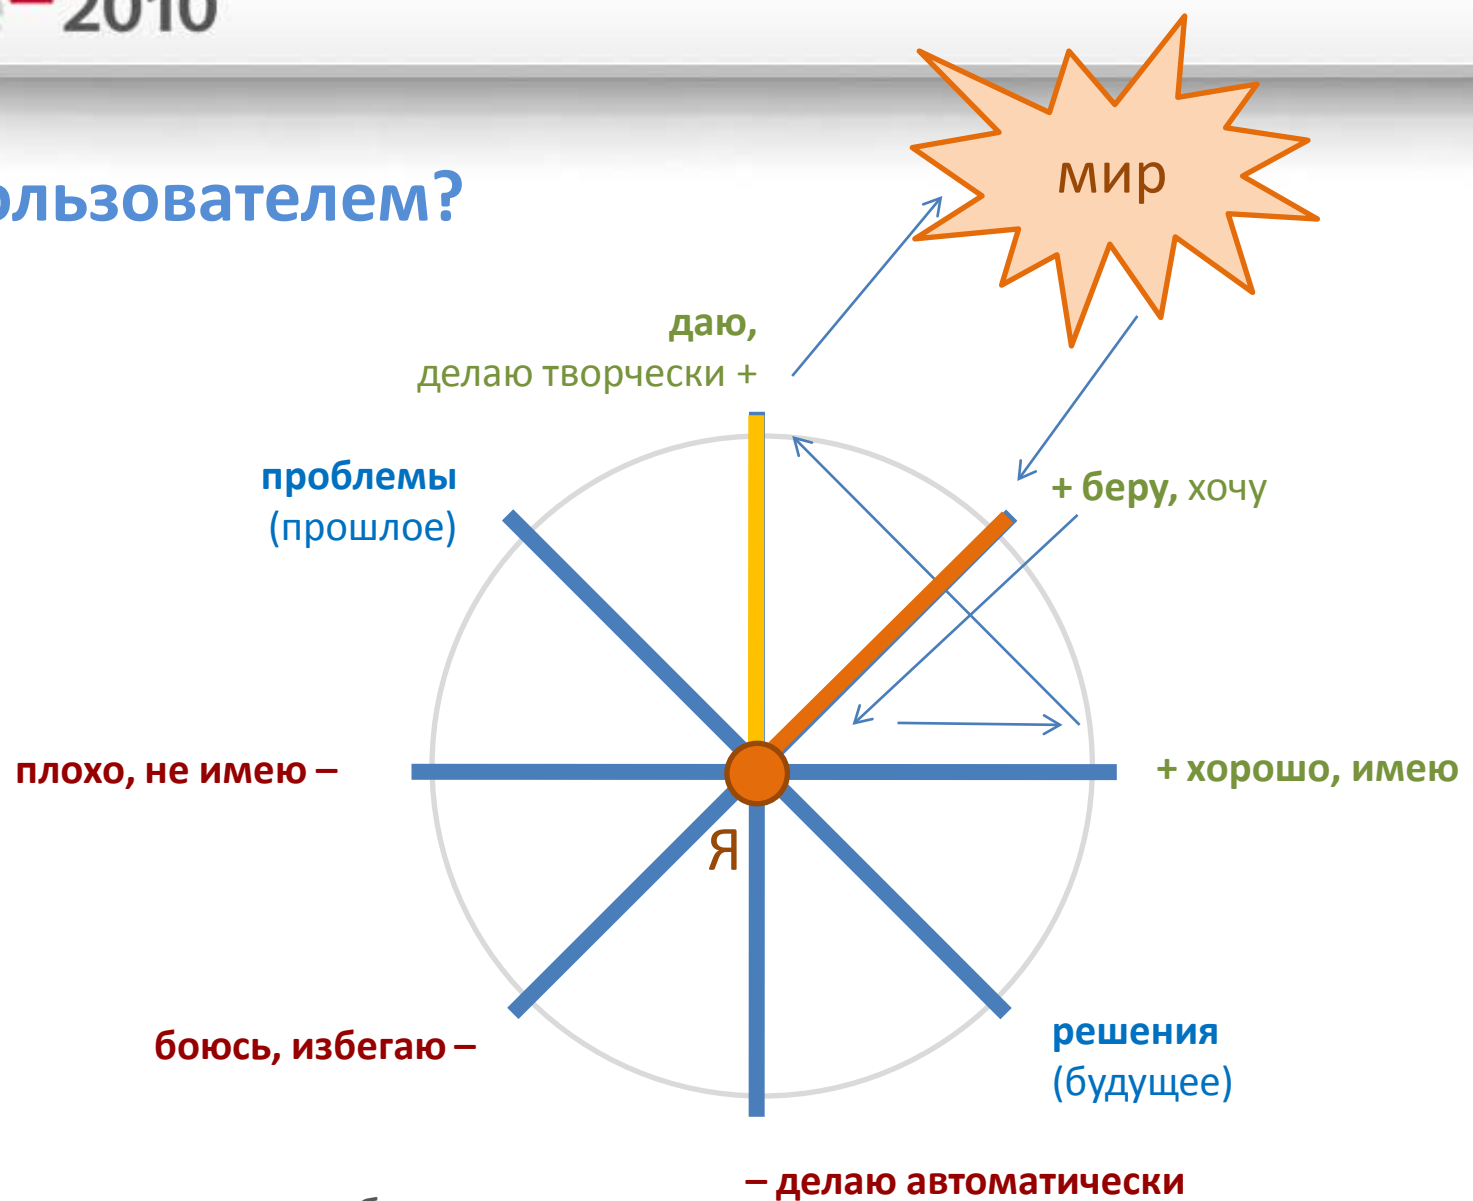 2010
ользователем?
мир
даю,
делаю творчески +
проблемы
(прошлое)
+ беру, хочу
плохо, не имею –
+ хорошо, имею
Я
боюсь, избегаю –
решения
(будущее)
– делаю автоматически